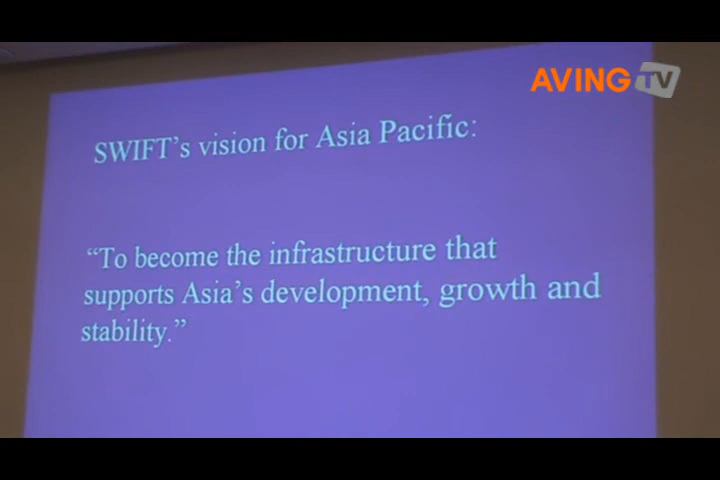 AVING TV
SWIFT's vision for Asia Pacific:
“To become the infrastructure that
supports Asia's development, growth and
stability.”